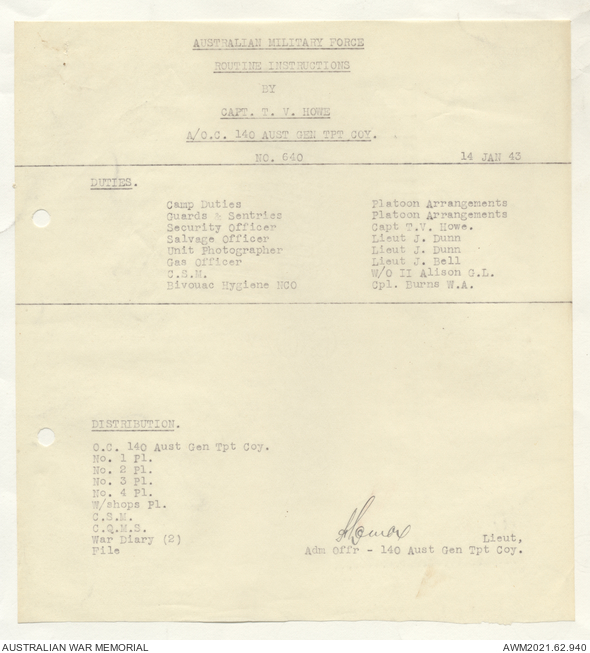 AUSTRALIAN MILITARY FORCE
ROUTINE INSTRUCTIONS
BY
CAPT. T. V. HOWE
A/O.C. 140 AUST GEN TPT COY.
NO. 640 14 JAN 43
DUTIES.
Camp Duties Platoon Arrangements
Guards & Sentries Platoon Arrangements
Security Officer Capt T.V. Howe.
Salvage Officer Lieut J. Dunn
Unit Photographer Lieut J. Dunn
Gas Officer Lieut J. Bell
C.S.M. W/O II Alison G.L.
Bivouac Hygiene NCO Cpl. Burns W.A.
DISTRIBUTION.
O.C. 140 Aust Gen Tpt Coy.
No. 1 Pl.
No. 2 Pl.
No. 3 Pl.
No. 4 Pl.
W/shops Pl.
C.S.M.
C.Q.M.S.
War Diary (2) Lieut,
File Adm Offr - 140 Aust Gen Tpt Coy.
AUSTRALIAN WAR MEMORIAL AWM2021.62.940